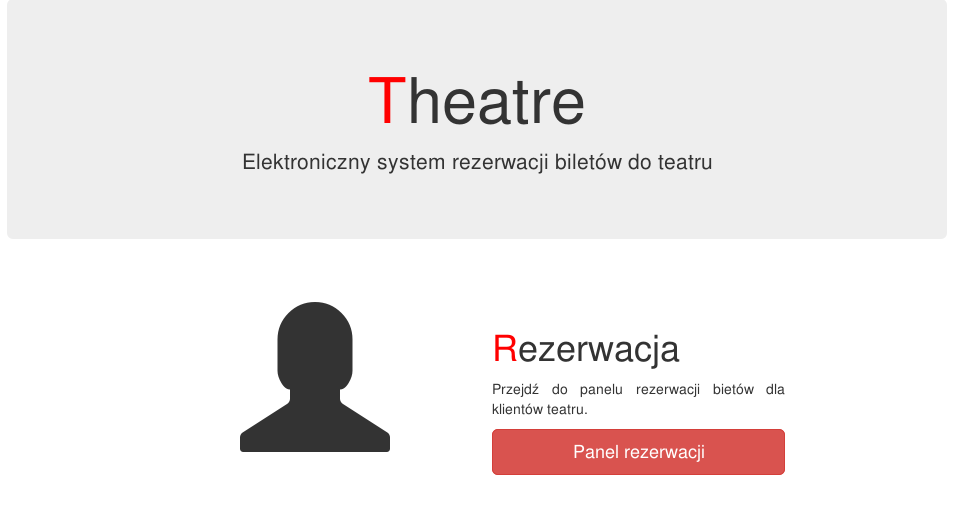 Theatre
Elektroniczny system rezerwacji biletów do teatru
Rezerwacja
Przejdź do panelu rezerwacji bietów dla
klientów teatru.
Panel rezerwacji